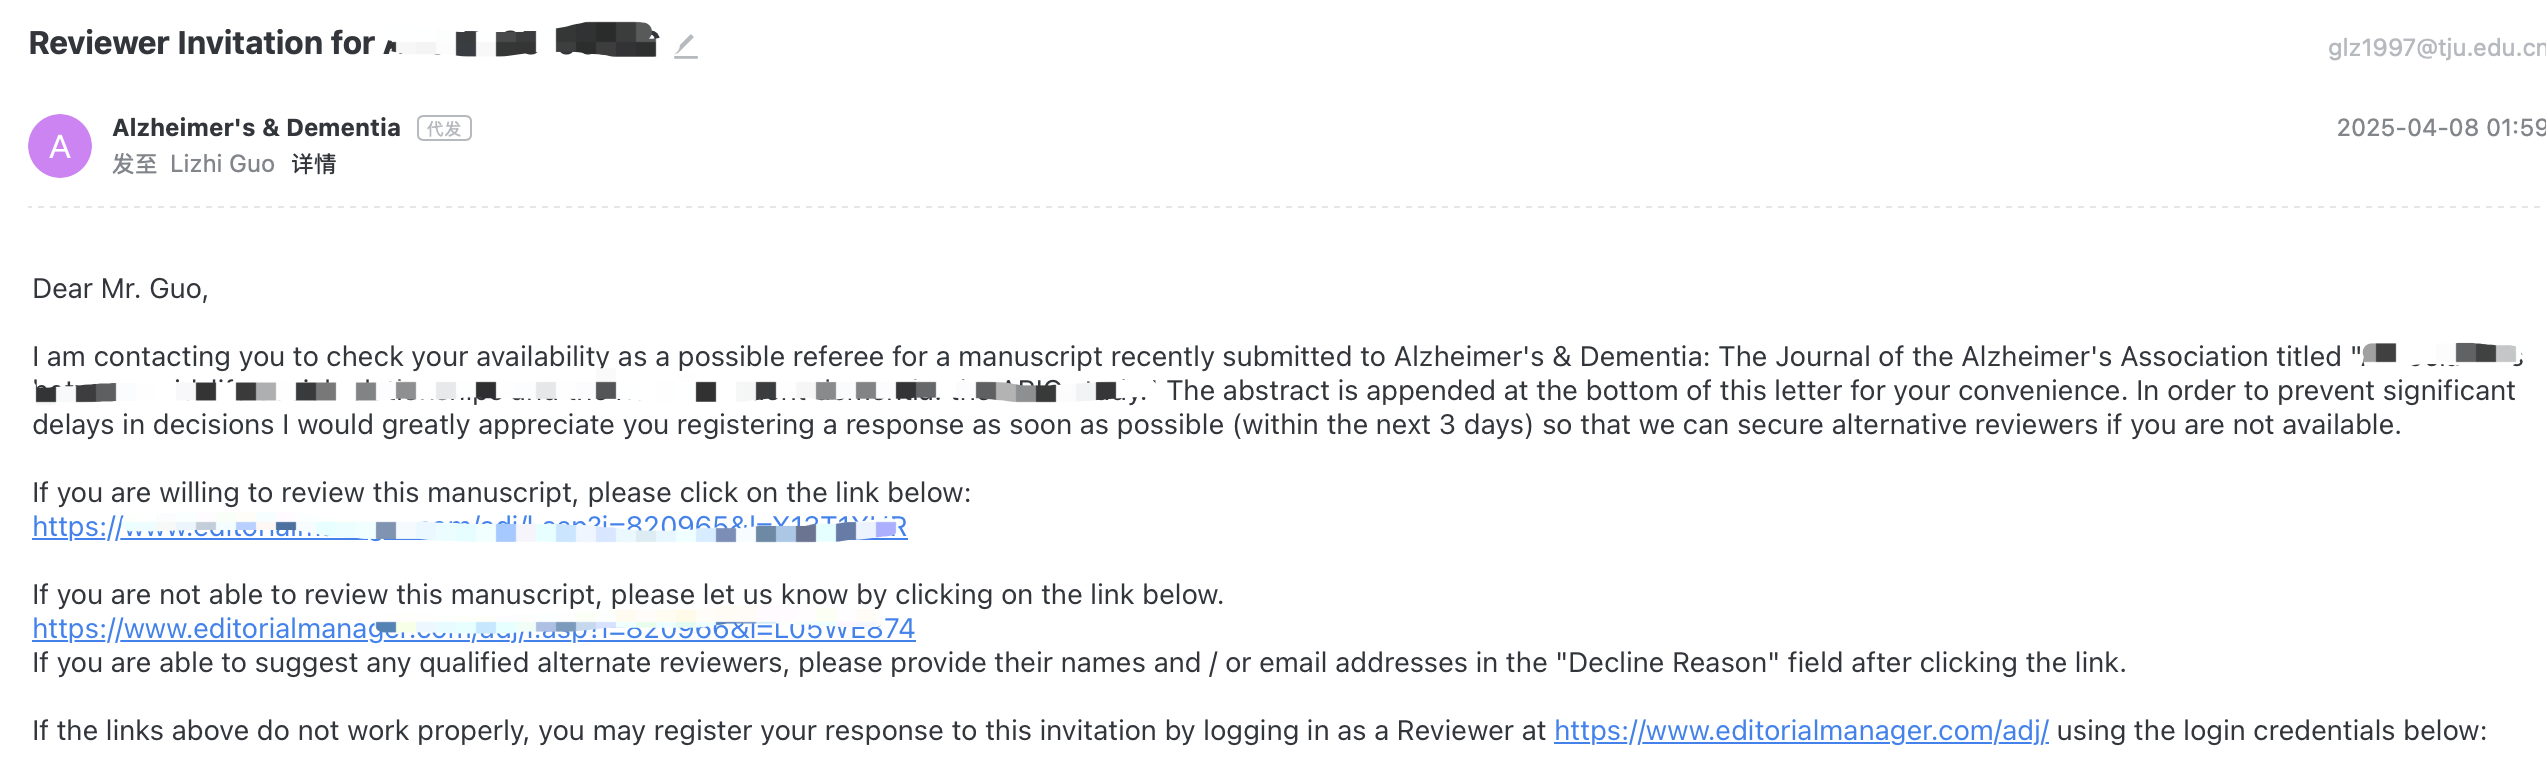 Reviewer Invitation for
glz1997@tju.edu.cn
A
Alzheimer's & Dementia 代发
2025-04-08 01:59
发至 Lizhi Guo 详情
Dear Mr. Guo,
I am contacting you to check your availability as a possible referee for a manuscript recently submitted to Alzheimer's & Dementia: The Journal of the Alzheimer's Association titled "
The abstract is appended at the bottom of this letter for your convenience. In order to prevent significant
delays in decisions I would greatly appreciate you registering a response as soon as possible (within the next 3 days) so that we can secure alternative reviewers if you are not available.
If you are willing to review this manuscript, please click on the link below:
https://
If you are not able to review this manuscript, please let us know by clicking on the link below.
https://www.editorialmanager
If you are able to suggest any qualified alternate reviewers, please provide their names and / or email addresses in the "Decline Reason" field after clicking the link.
If the links above do not work properly, you may register your response to this invitation by logging in as a Reviewer at https://www.editorialmanager.com/adj/ using the login credentials below: